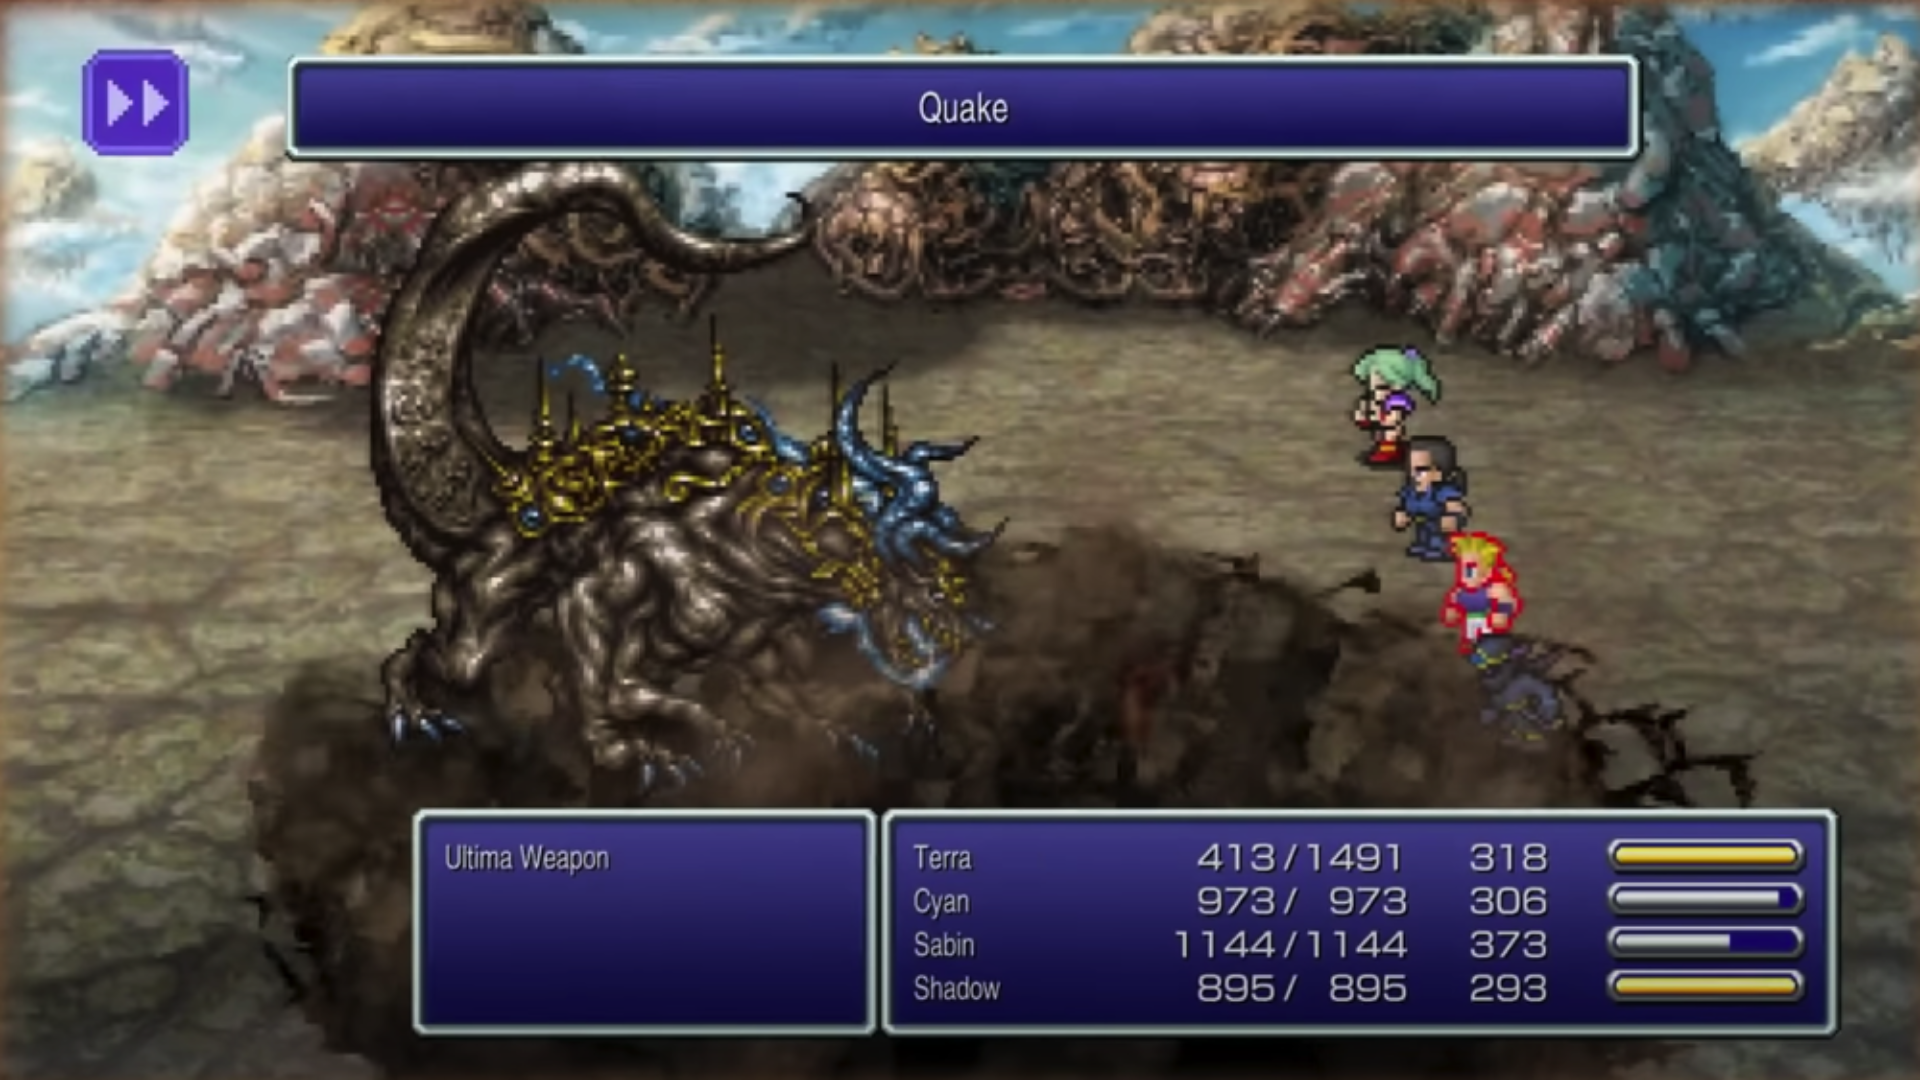 Quake
Ultima Weapon
Terra 413/1491 318
Cyan 973/ 973 306
Sabin 1144/1144 373
Shadow 895/ 895 293